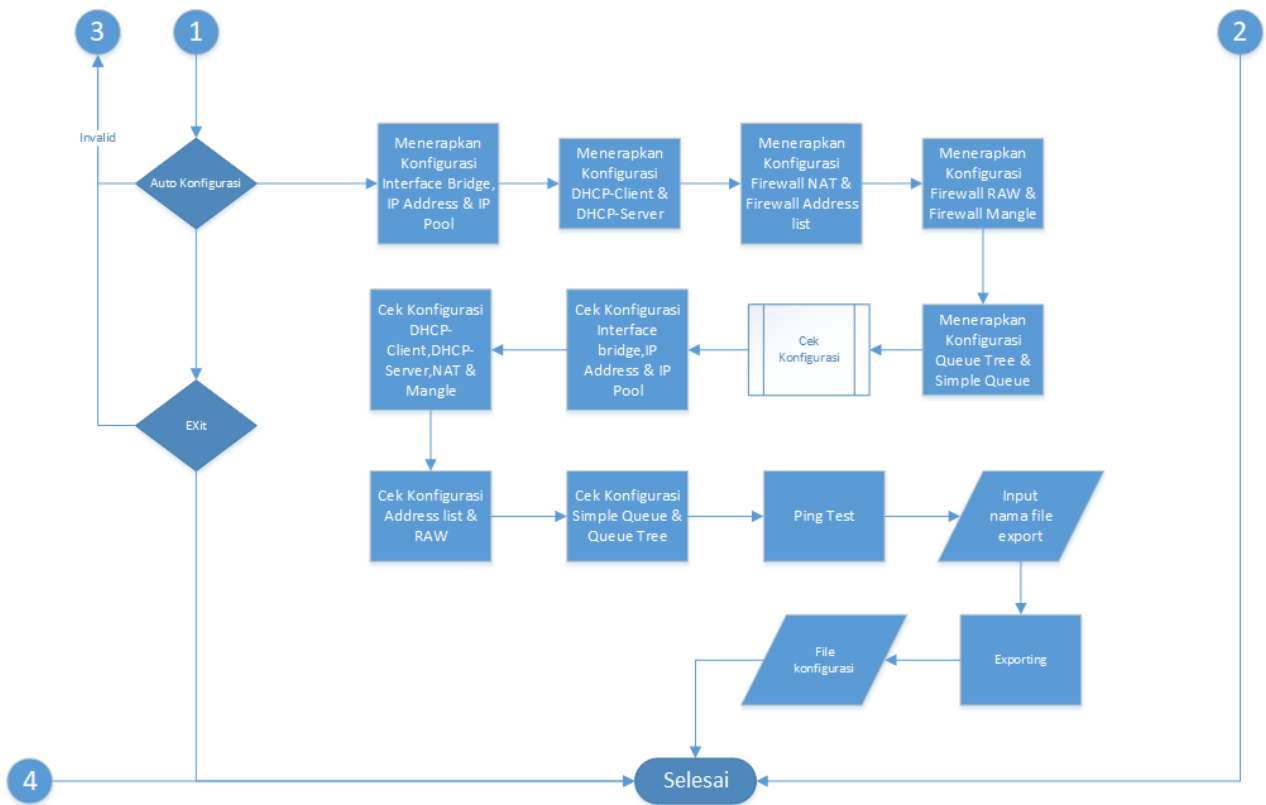 3
1
2
Invalid
Auto Konfigurasi
Menerapkan
Konfigurasi
Interface Bridge,
IP Address & IP
Pool
Menerapkan
Konfigurasi
DHCP-Client &
DHCP-Server
Menerapkan
Konfigurasi
Firewall NAT &
Firewall Address
list
Menerapkan
Konfigurasi
Firewall RAW &
Firewall Mangle
Menerapkan
Konfigurasi
Queue Tree &
Simple Queue
Cek
Konfigurasi
Cek Konfigurasi
Interface
bridge,IP
Address & IP
Pool
Cek Konfigurasi
DHCP-
Client,DHCP-
Server,NAT &
Mangle
EXit
Cek Konfigurasi
Address list &
RAW
Cek Konfigurasi
Simple Queue &
Queue Tree
Ping Test
Input
nama file
export
Exporting
File
konfigurasi
4
Selesai